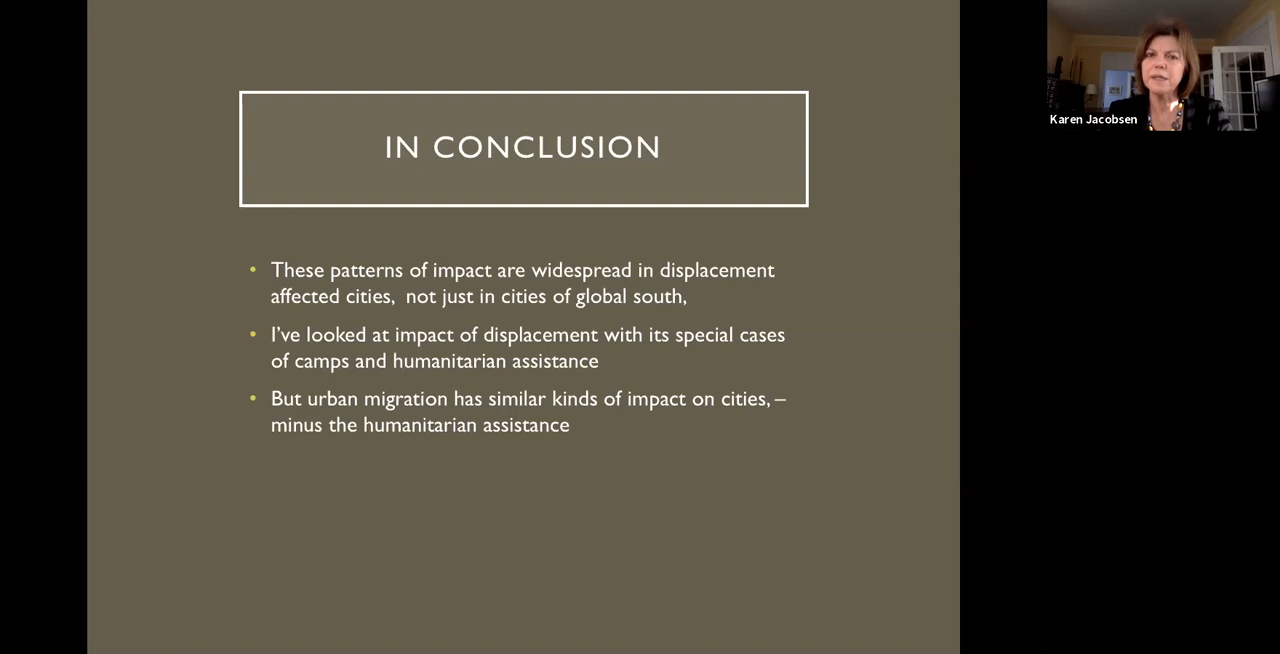 IN CONCLUSION
• These patterns of impact are widespread in displacement
affected cities,  not just in cities of global south,
• I’ve looked at impact of displacement with its special cases
of camps and humanitarian assistance
• But urban migration has similar kinds of impact on cities, –
minus the humanitarian assistance
Karen Jacobsen